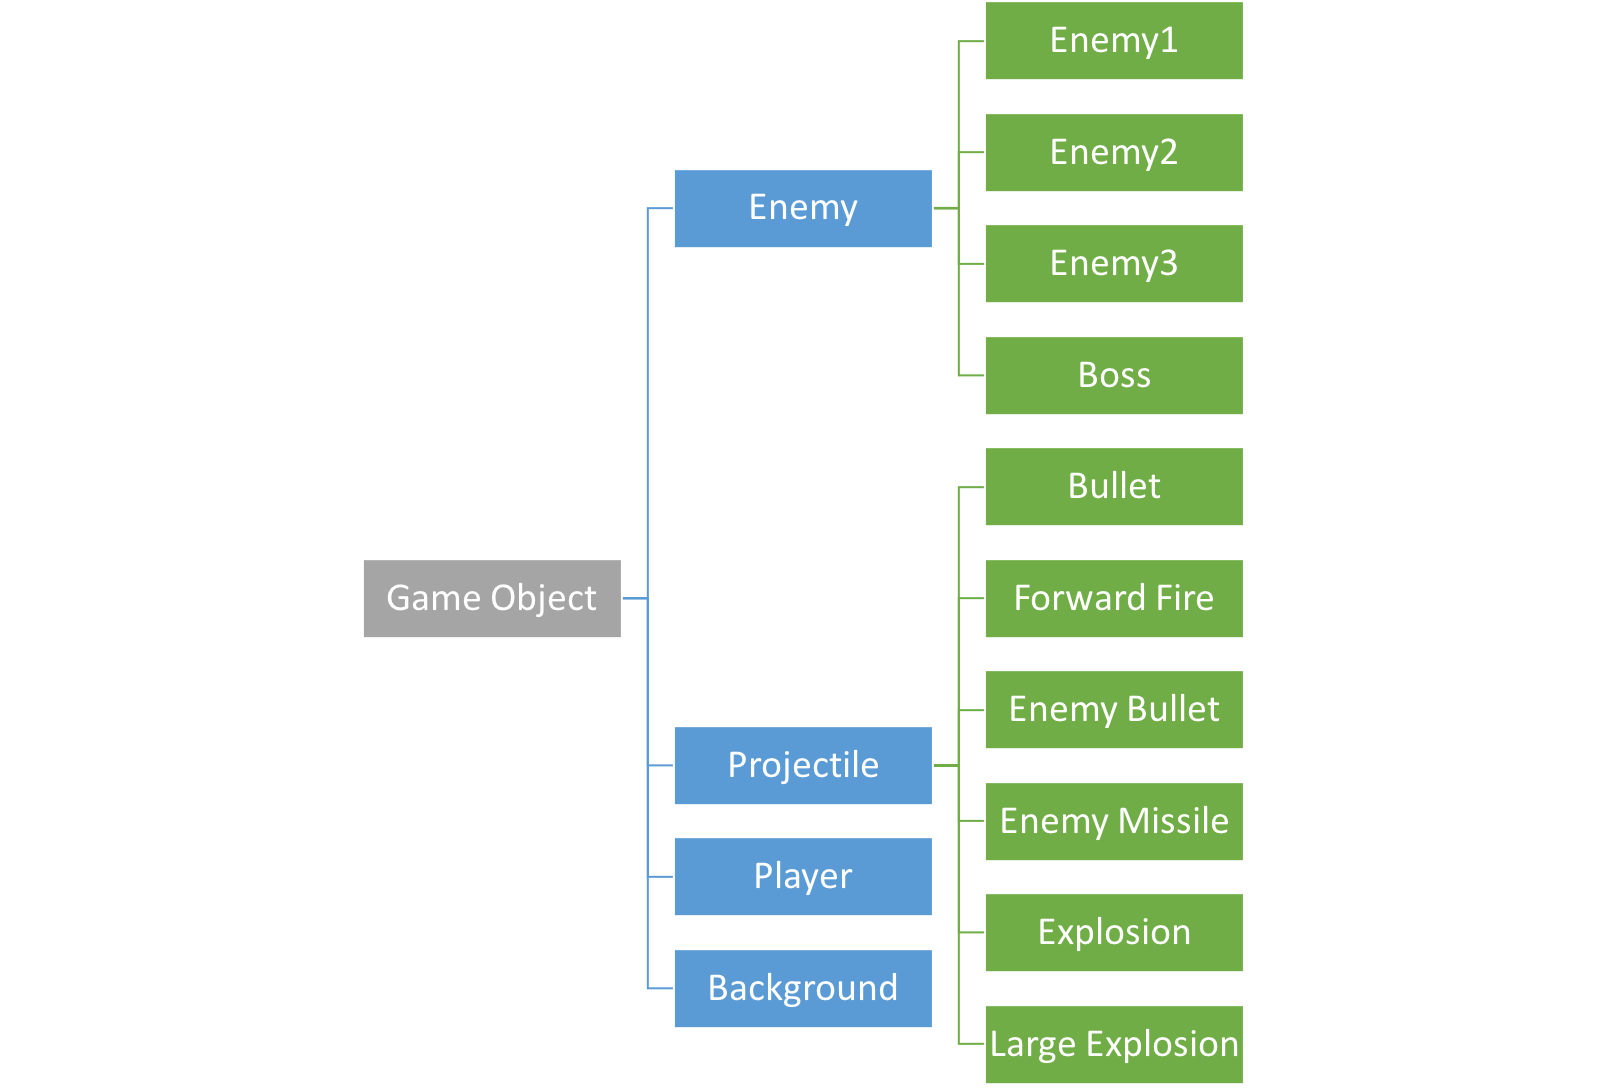 Game Object
Enemy
Enemy1
Enemy2
Enemy3
Boss
Projectile
Bullet
Forward Fire
Enemy Bullet
Enemy Missile
Explosion
Large Explosion
Player
Background